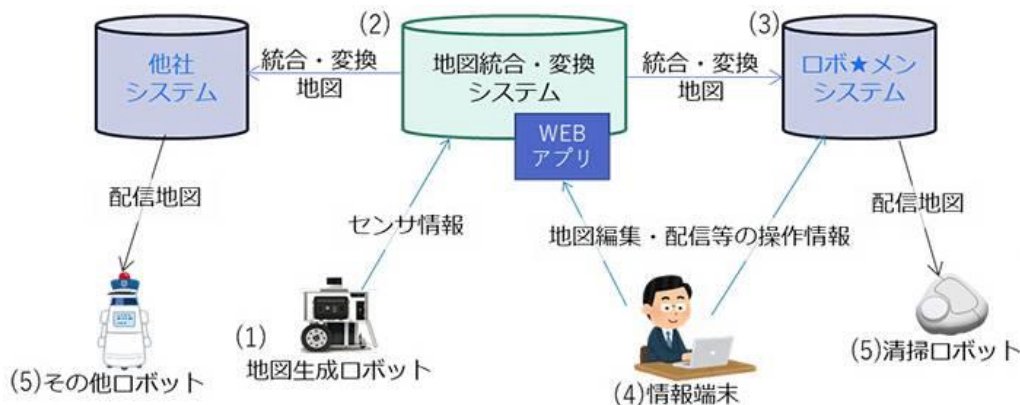 (2)
(3)
他社
システム
統合・変換
地図
地図統合・変換
システム
WEB
アプリ
統合・変換
地図
ロボ★メン
システム
配信地図
センサ情報
地図編集・配信等の操作情報
配信地図
(1)
地図生成ロボット
(5)その他ロボット
(4)情報端末
(5)清掃ロボット